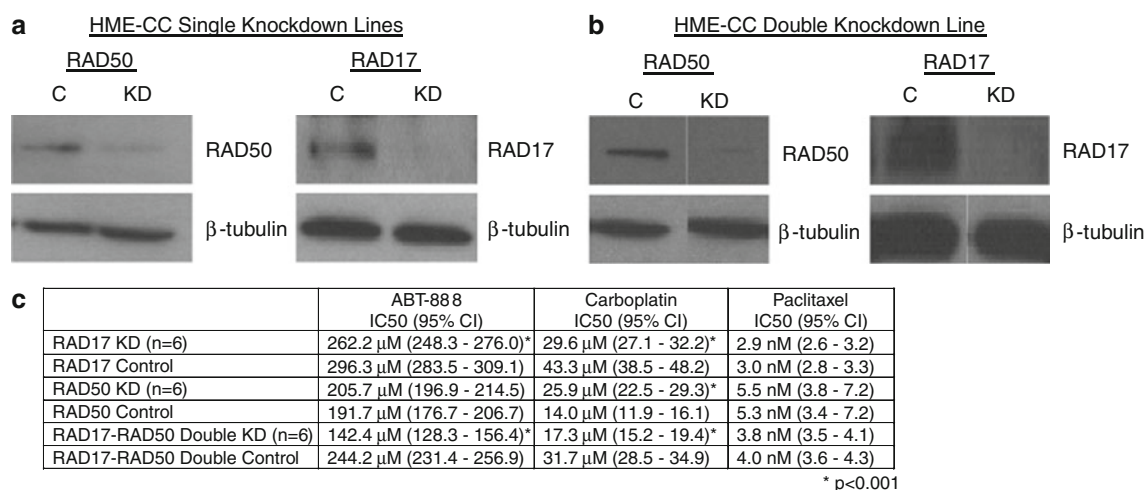 a HME-CC Single Knockdown Lines
RAD50 RAD17
C KD C KD
RAD50 RAD17
β-tubulin β-tubulin
b HME-CC Double Knockdown Line
RAD50 RAD17
C KD C KD
RAD50 RAD17
β-tubulin β-tubulin
c
ABT-888 IC50 (95% CI) Carboplatin IC50 (95% CI) Paclitaxel IC50 (95% CI)
RAD17 KD (n=6) 262.2 µM (248.3 - 276.0)* 29.6 µM (27.1 - 32.2)* 2.9 nM (2.6 - 3.2)
RAD17 Control 296.3 µM (283.5 - 309.1) 43.3 µM (38.5 - 48.2) 3.0 nM (2.8 - 3.3)
RAD50 KD (n=6) 205.7 µM (196.9 - 214.5) 25.9 µM (22.5 - 29.3)* 5.5 nM (3.8 - 7.2)
RAD50 Control 191.7 µM (176.7 - 206.7) 14.0 µM (11.9 - 16.1) 5.3 nM (3.4 - 7.2)
RAD17-RAD50 Double KD (n=6) 142.4 µM (128.3 - 156.4)* 17.3 µM (15.2 - 19.4)* 3.8 nM (3.5 - 4.1)
RAD17-RAD50 Double Control 244.2 µM (231.4 - 256.9) 31.7 µM (28.5 - 34.9) 4.0 nM (3.6 - 4.3)
* p<0.001